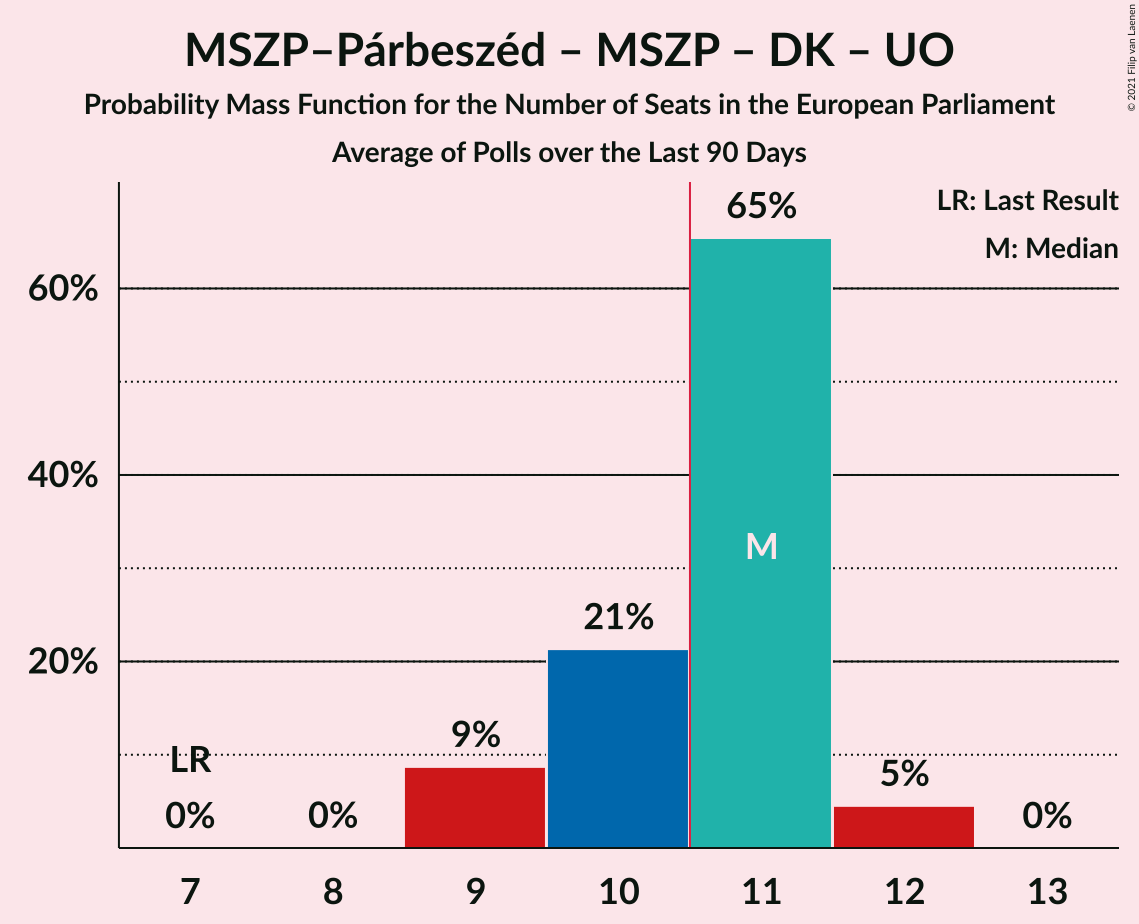 MSZP–Párbeszéd – MSZP – DK – UO
Probability Mass Function for the Number of Seats in the European Parliament
Average of Polls over the Last 90 Days
© 2021 Filip van Laenen
LR: Last Result
M: Median
65%
60%
40%
M
21%
20%
9%
LR
5%
0%
0%
0%
7
8
9
10
11
12
13